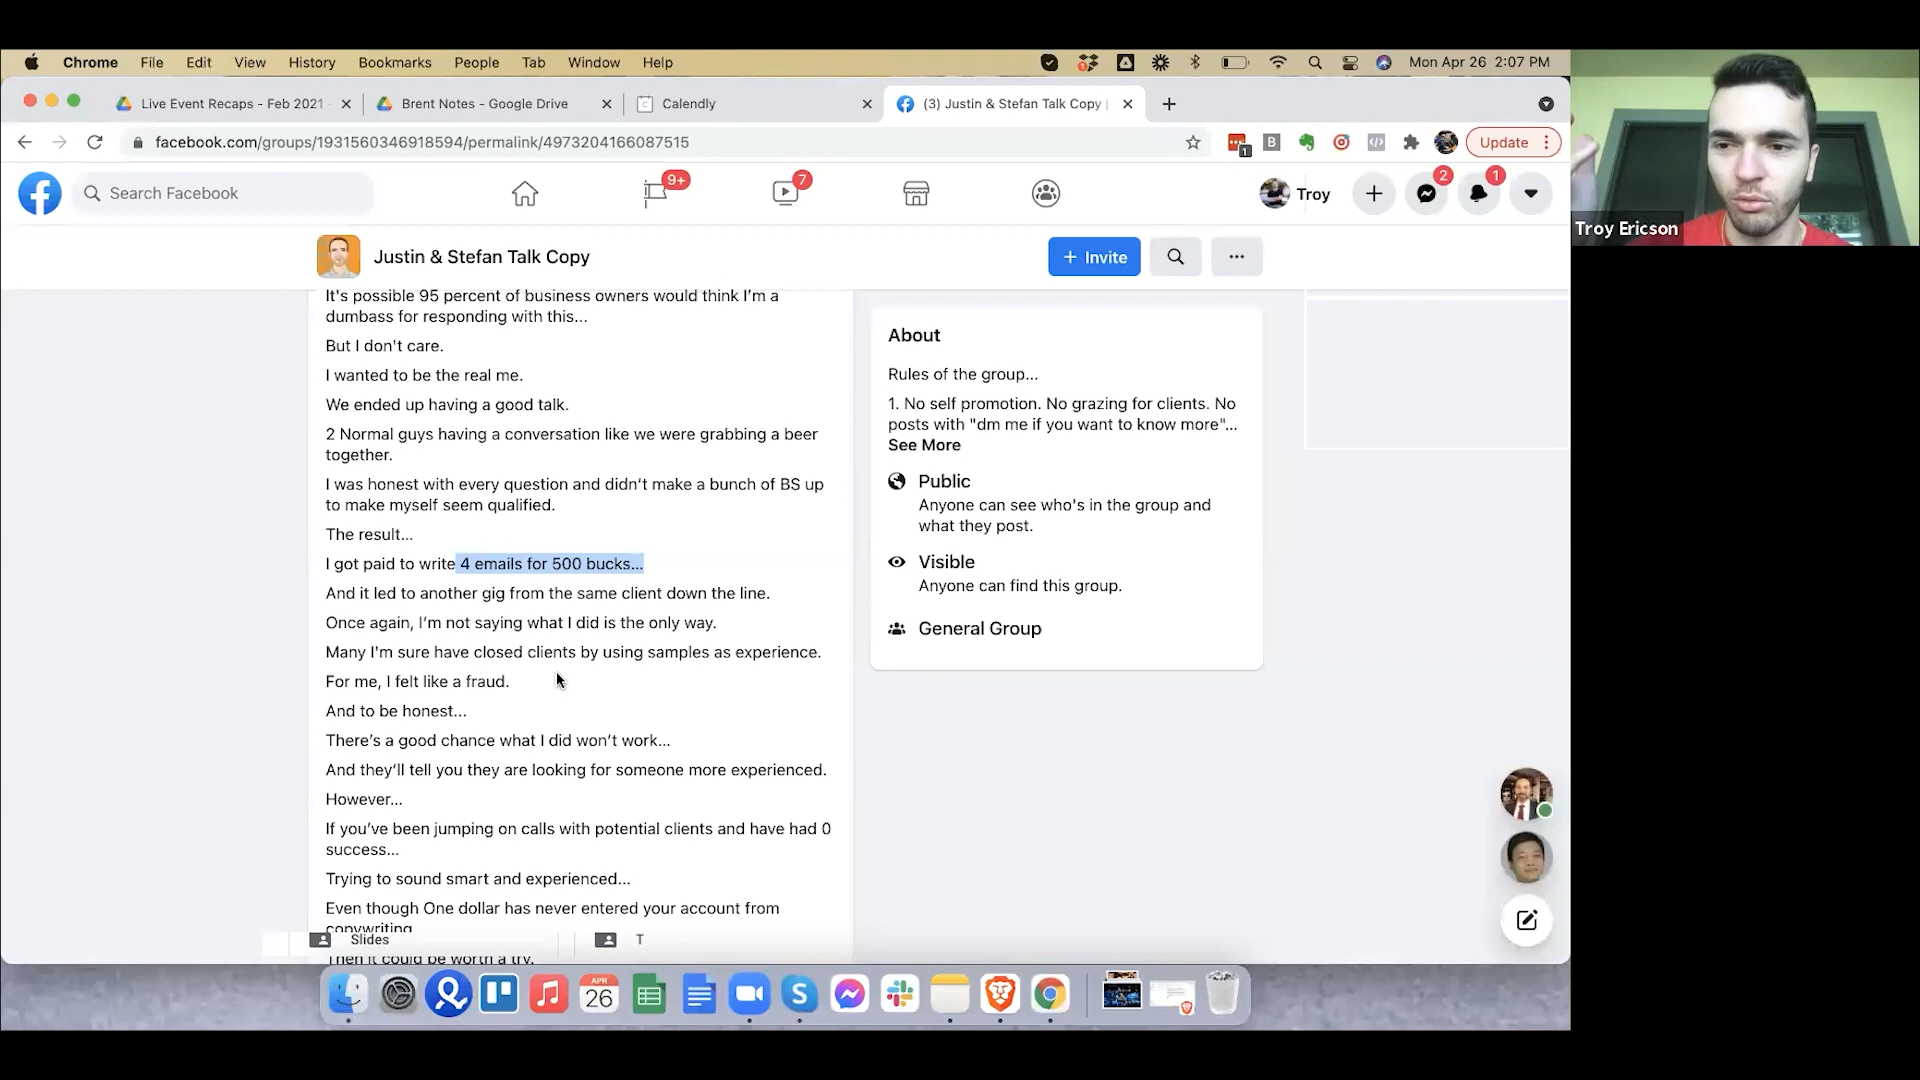 Chrome File Edit View History Bookmarks People Tab Window Help Mon Apr 26 2:07 PM
Live Event Recaps - Feb 2021 Brent Notes - Google Drive Calendly (3) Justin & Stefan Talk Copy |
facebook.com/groups/1931560346918594/permalink/4973204166087515 1 B Update
Search Facebook 9+ 7 Troy 2 1
Troy Ericson
Justin & Stefan Talk Copy + Invite
It's possible 95 percent of business owners would think I'm a
dumbass for responding with this...
But I don't care.
I wanted to be the real me.
We ended up having a good talk.
2 Normal guys having a conversation like we were grabbing a beer
together.
I was honest with every question and didn't make a bunch of BS up
to make myself seem qualified.
The result...
I got paid to write 4 emails for 500 bucks...
And it led to another gig from the same client down the line.
Once again, I'm not saying what I did is the only way.
Many I'm sure have closed clients by using samples as experience.
For me, I felt like a fraud.
And to be honest...
There's a good chance what I did won't work...
And they'll tell you they are looking for someone more experienced.
However...
If you've been jumping on calls with potential clients and have had 0
success...
Trying to sound smart and experienced...
Even though One dollar has never entered your account from
copywriting
Then it could be worth a try.
About
Rules of the group...
1. No self promotion. No grazing for clients. No
posts with "dm me if you want to know more"...
See More
Public
Anyone can see who's in the group and
what they post.
Visible
Anyone can find this group.
General Group
Slides T
APR
26